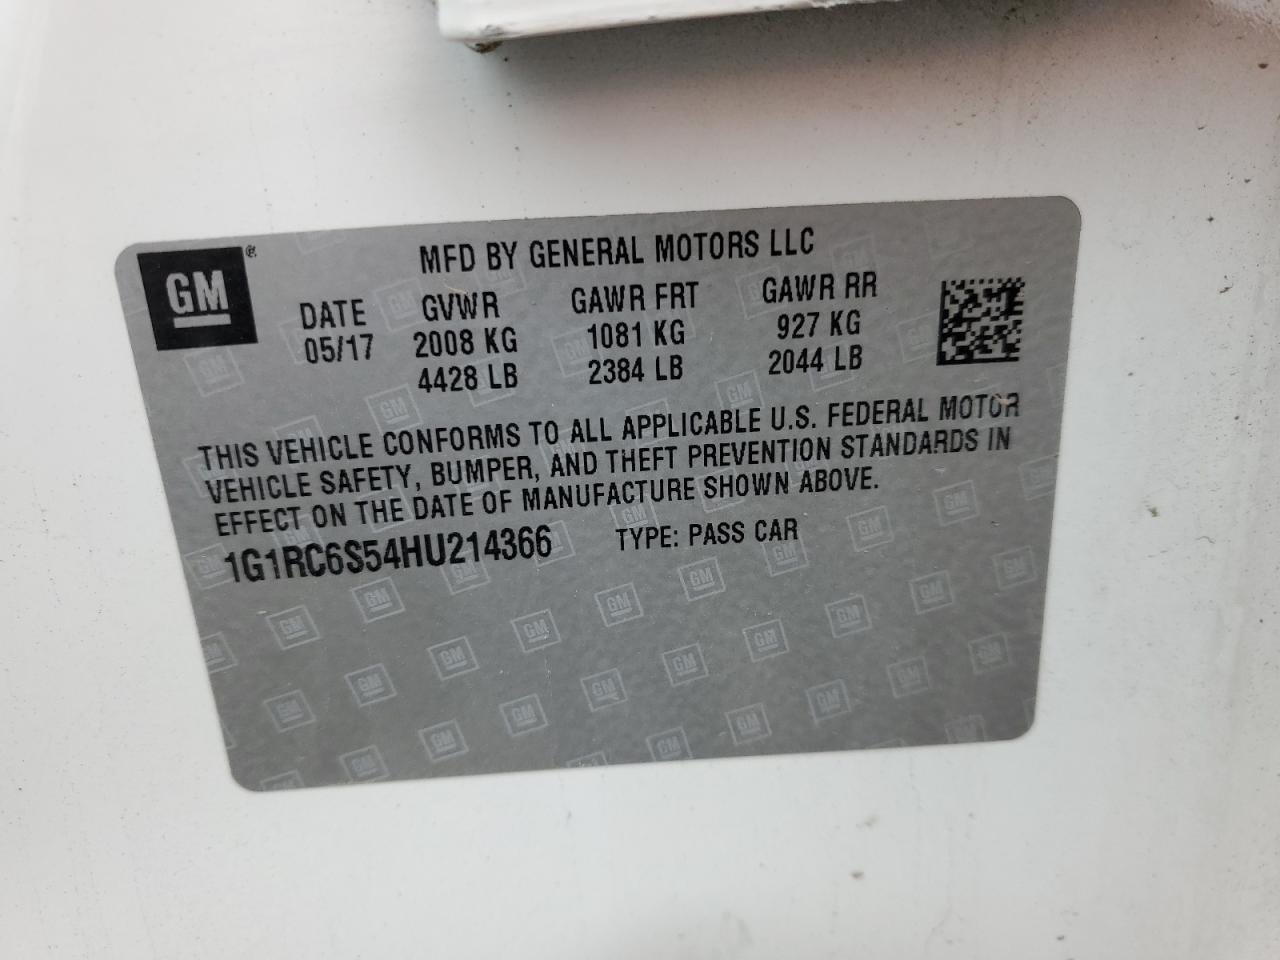 GM
MFD BY GENERAL MOTORS LLC
DATE GVWR GAWR FRT GAWR RR
05/17 2008 KG 1081 KG 927 KG
4428 LB 2384 LB 2044 LB
THIS VEHICLE CONFORMS TO ALL APPLICABLE U.S. FEDERAL MOTOR
VEHICLE SAFETY, BUMPER, AND THEFT PREVENTION STANDARDS IN
EFFECT ON THE DATE OF MANUFACTURE SHOWN ABOVE.
1G1RC6S54HU214366 TYPE: PASS CAR